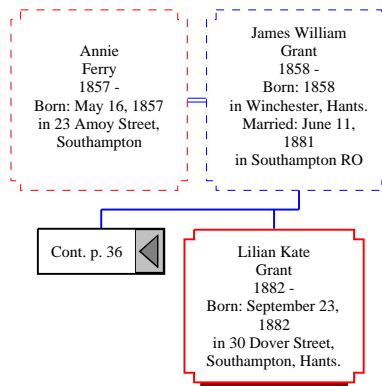 Annie
Ferry
1857 -
Born: May 16, 1857
in 23 Amoy Street,
Southampton
James William
Grant
1858 -
Born: 1858
in Winchester, Hants.
Married: June 11,
1881
in Southampton RO
Cont. p. 36
Lilian Kate
Grant
1882 -
Born: September 23,
1882
in 30 Dover Street,
Southampton, Hants.